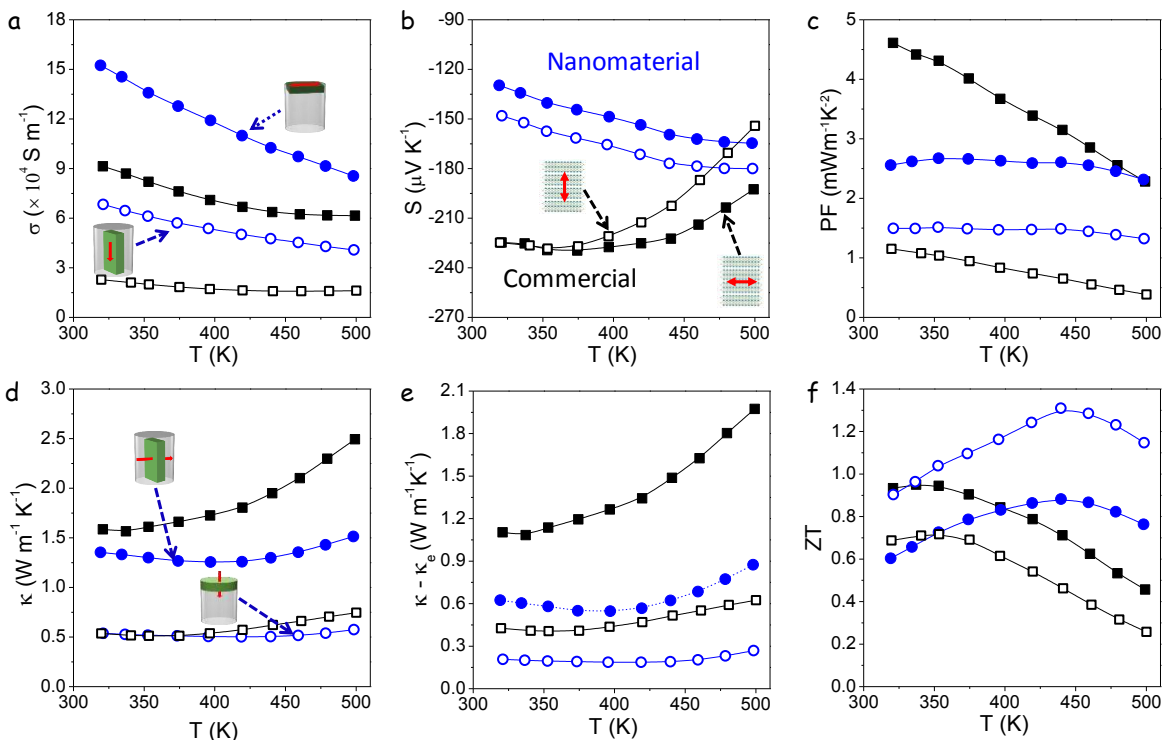 a
18
15
12
9
6
3
0
σ (× 10⁴ S m⁻¹)
300 350 400 450 500
T (K)
b
-90
-120
-150
-180
-210
-240
-270
S (μV K⁻¹)
Nanomaterial
Commercial
300 350 400 450 500
T (K)
c
5
4
3
2
1
0
PF (mWm⁻¹K⁻²)
300 350 400 450 500
T (K)
d
3.0
2.5
2.0
1.5
1.0
0.5
0.0
κ (W m⁻¹ K⁻¹)
300 350 400 450 500
T (K)
e
2.1
1.8
1.5
1.2
0.9
0.6
0.3
0.0
κ - κₑ (W m⁻¹K⁻¹)
300 350 400 450 500
T (K)
f
1.4
1.2
1.0
0.8
0.6
0.4
0.2
0.0
ZT
300 350 400 450 500
T (K)